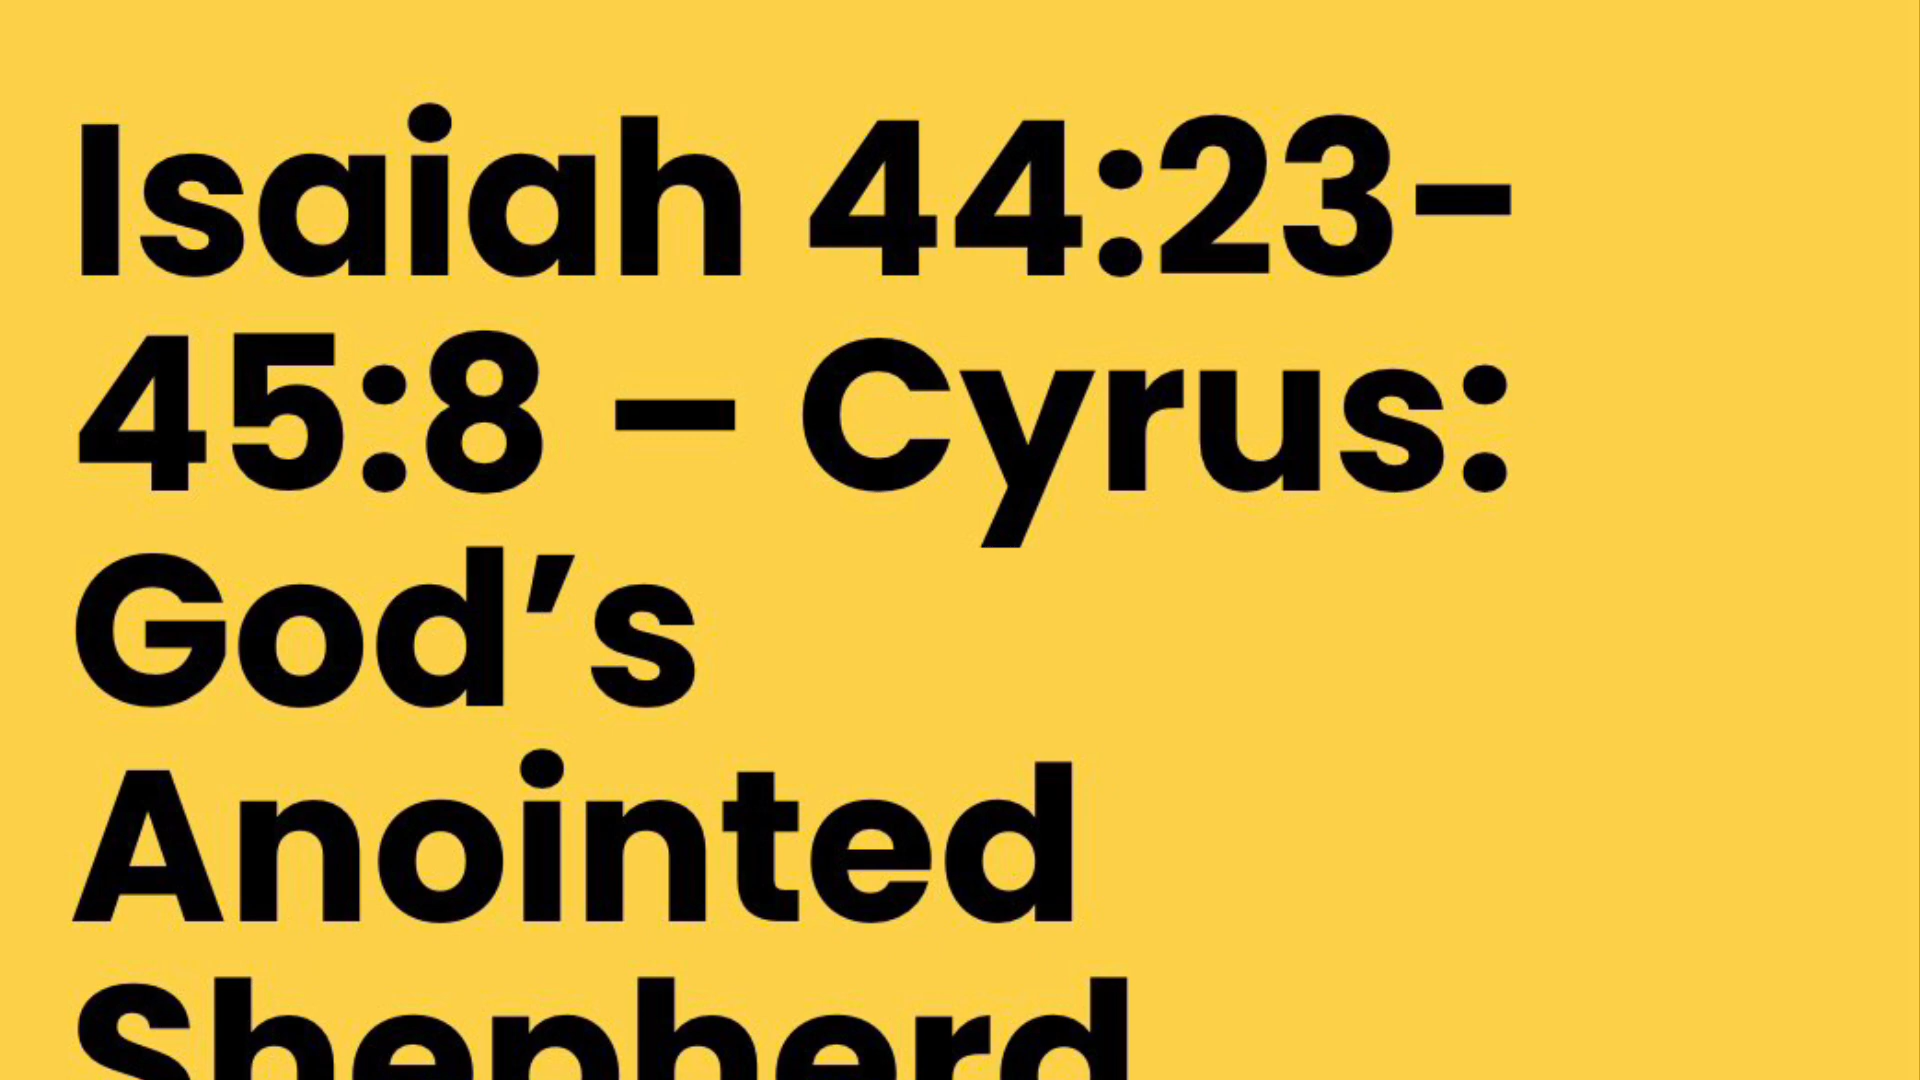 Isaiah 44:23–
45:8 – Cyrus:
God’s
Anointed
Shepherd